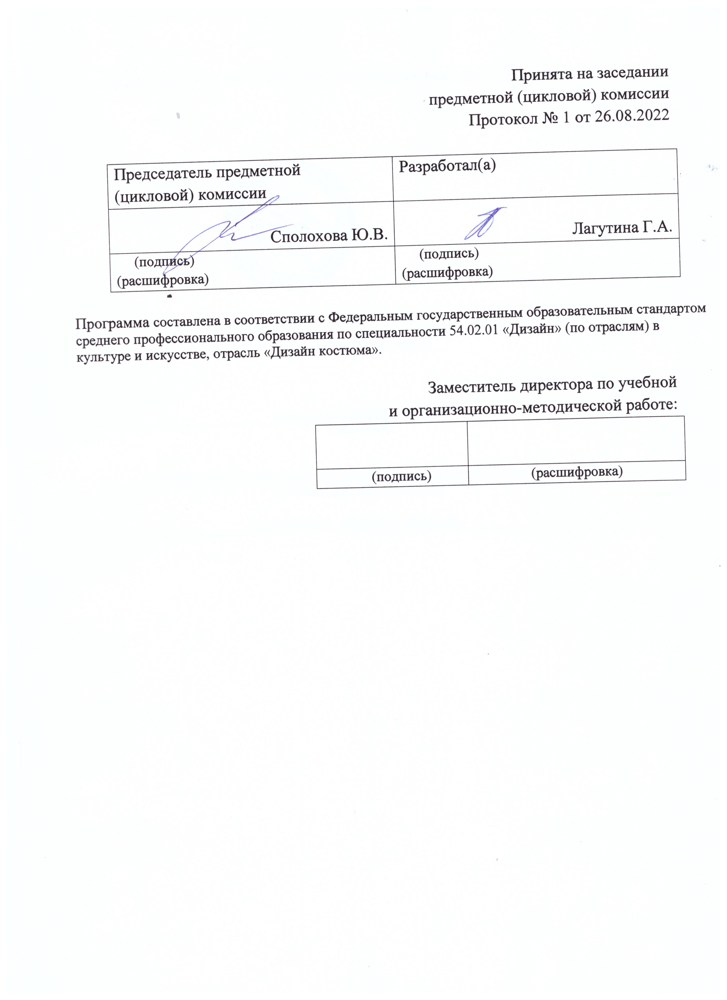 Принята на заседании
предметной (цикловой) комиссии
Протокол № 1 от 26.08.2022
Председатель предметной
(цикловой) комиссии
Разработал(а)
Сполохова Ю.В.
Лагутина Г.А.
(подпись)
(расшифровка)
(подпись)
(расшифровка)
Программа составлена в соответствии с Федеральным государственным образовательным стандартом
среднего профессионального образования по специальности 54.02.01 «Дизайн» (по отраслям) в
культуре и искусстве, отрасль «Дизайн костюма».
Заместитель директора по учебной
и организационно-методической работе:
(подпись)
(расшифровка)